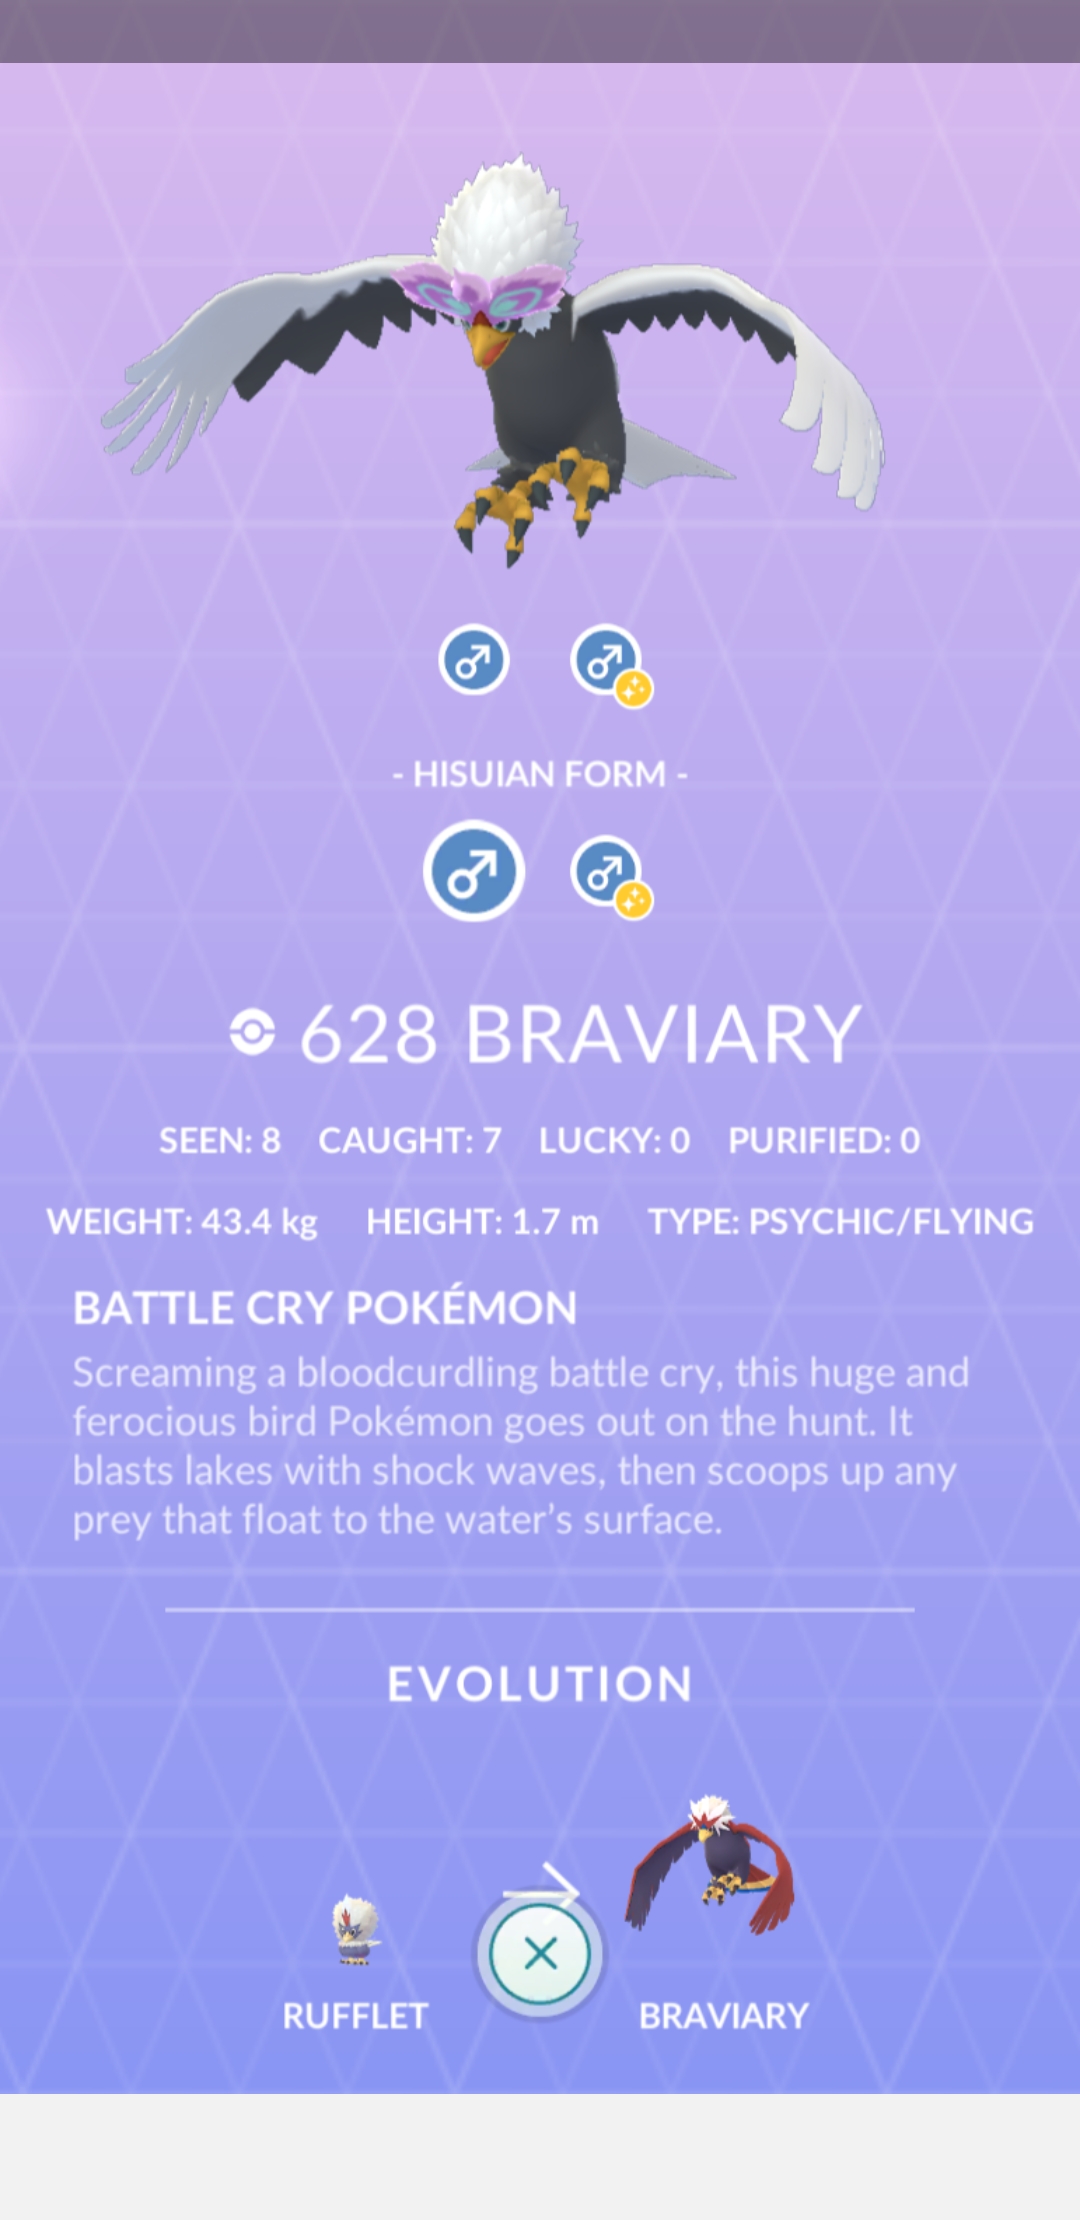 - HISUIAN FORM -
628 BRAVIARY
SEEN: 8 CAUGHT: 7 LUCKY: 0 PURIFIED: 0
WEIGHT: 43.4 kg HEIGHT: 1.7 m TYPE: PSYCHIC/FLYING
BATTLE CRY POKÉMON
Screaming a bloodcurdling battle cry, this huge and
ferocious bird Pokémon goes out on the hunt. It
blasts lakes with shock waves, then scoops up any
prey that float to the water’s surface.
EVOLUTION
RUFFLET BRAVIARY